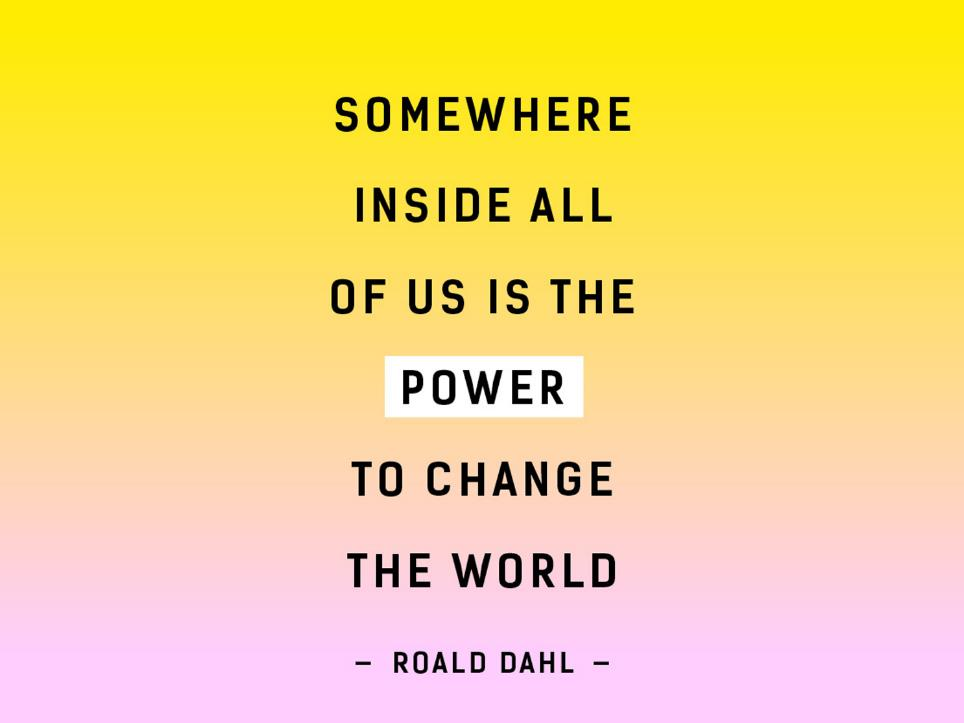 SOMEWHERE
INSIDE ALL
OF US IS THE
POWER
TO CHANGE
THE WORLD
– ROALD DAHL –